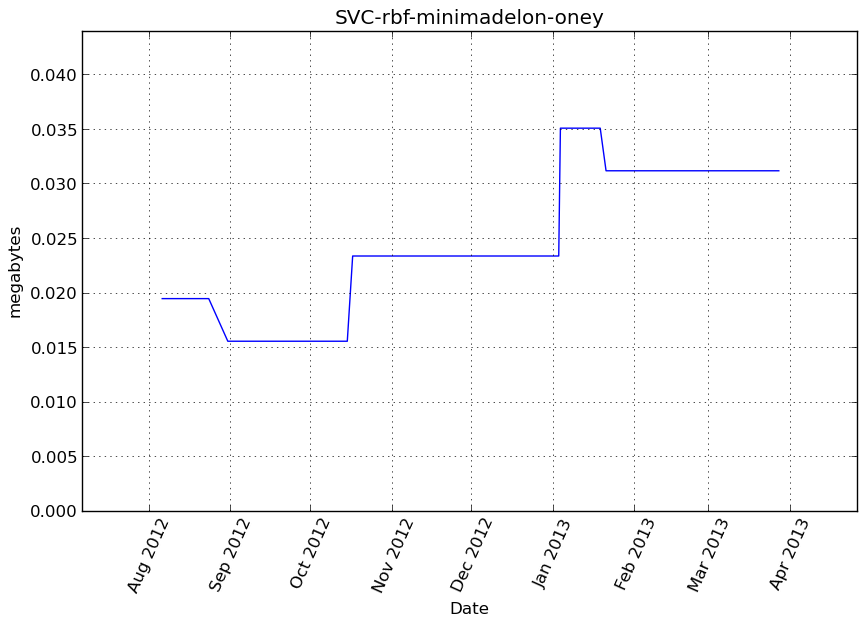 SVC-rbf-minimadelon-oney
0.040
0.035
0.030
0.025
0.020
0.015
0.010
0.005
0.000
megabytes
Aug 2012
Sep 2012
Oct 2012
Nov 2012
Dec 2012
Jan 2013
Feb 2013
Mar 2013
Apr 2013
Date